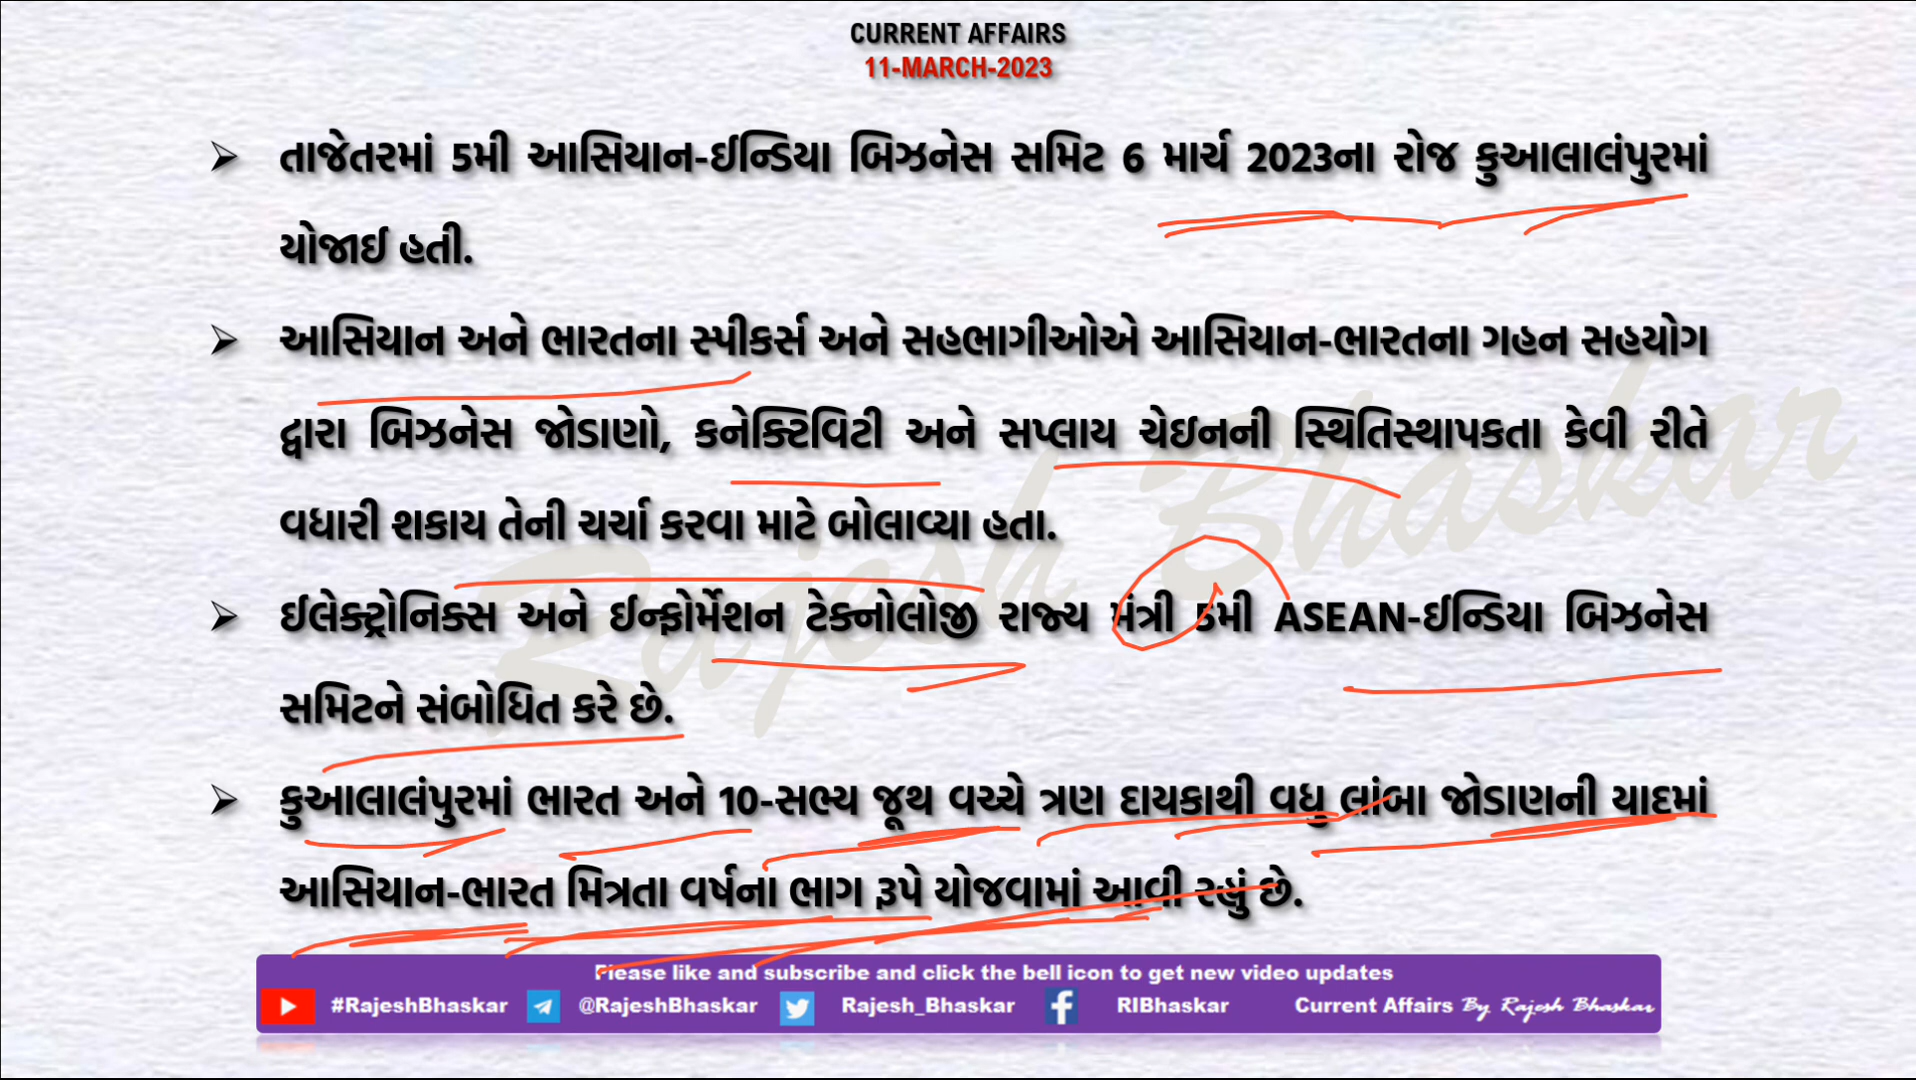 CURRENT AFFAIRS
11-MARCH-2023
➢ તાજેતરમાં 5મી આસિયાન-ઈન્ડિયા બિઝનેસ સમિટ 6 માર્ચ 2023ના રોજ કુઆલાલંપુરમાં
યોજાઈ હતી.
➢ આસિયાન અને ભારતના સ્પીકર્સ અને સહભાગીઓએ આસિયાન-ભારતના ગહન સહયોગ
દ્વારા બિઝનેસ જોડાણો, કનેક્ટિવિટી અને સપ્લાય ચેઇનની સ્થિતિસ્થાપકતા કેવી રીતે
વધારી શકાય તેની ચર્ચા કરવા માટે બોલાવ્યા હતા.
➢ ઈલેક્ટ્રોનિક્સ અને ઈન્ફોર્મેશન ટેક્નોલોજી રાજ્ય મંત્રી 5મી ASEAN-ઈન્ડિયા બિઝનેસ
સમિટને સંબોધિત કરે છે.
➢ કુઆલાલંપુરમાં ભારત અને 10-સભ્ય જૂથ વચ્ચે ત્રણ દાયકાથી વધુ લાંબા જોડાણની યાદમાં
આસિયાન-ભારત મિત્રતા વર્ષના ભાગ રૂપે યોજવામાં આવી રહ્યું છે.
Rajesh Bhaskar
Please like and subscribe and click the bell icon to get new video updates
#RajeshBhaskar @RajeshBhaskar Rajesh_Bhaskar RIBhaskar Current Affairs By Rajesh Bhaskar